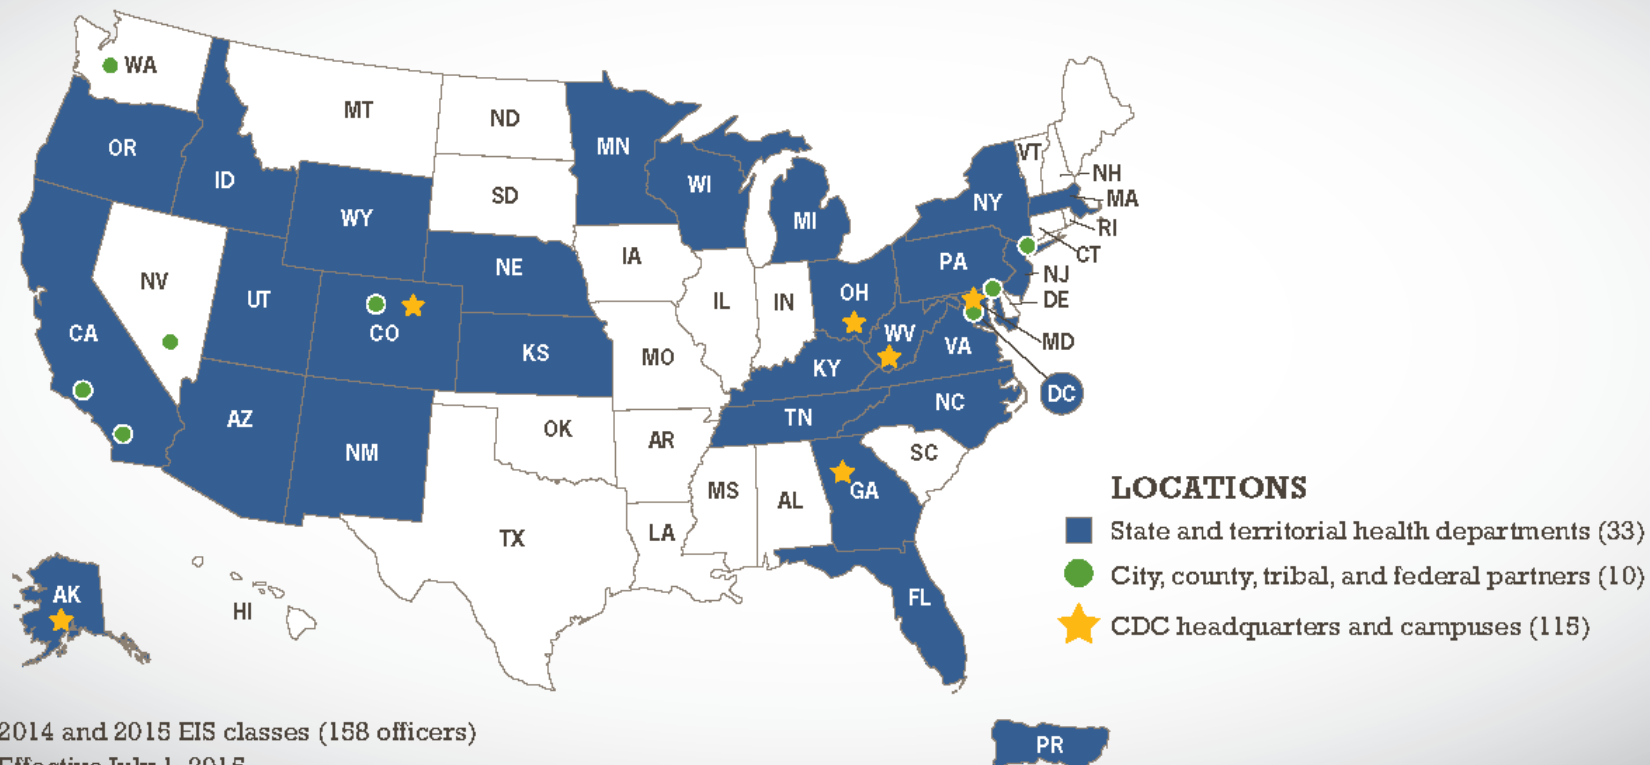 WA
MT
ND
MN
VT
OR
ID
SD
WI
NH
MA
NY
WY
MI
RI
CT
IA
PA
NE
NJ
NV
UT
IL
IN
OH
DE
CO
CA
WV
VA
MD
KS
MO
KY
DC
AZ
NC
TN
OK
AR
NM
SC
MS
AL
GA
LA
TX
LOCATIONS
State and territorial health departments (33)
City, county, tribal, and federal partners (10)
CDC headquarters and campuses (115)
AK
HI
FL
2014 and 2015 EIS classes (158 officers)
PR
Effective July 1, 2015